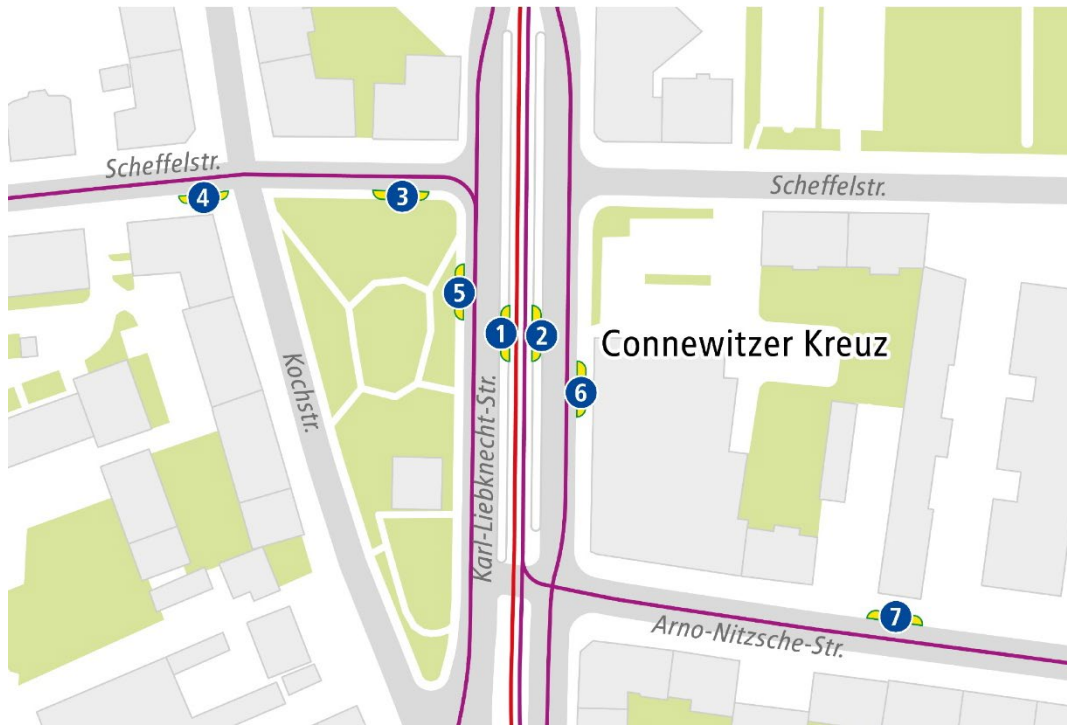 Scheffelstr.
Scheffelstr.
4
3
5
1
2
Connewitzer Kreuz
6
Kochstr.
Karl-Liebknecht-Str.
7
Arno-Nitzsche-Str.